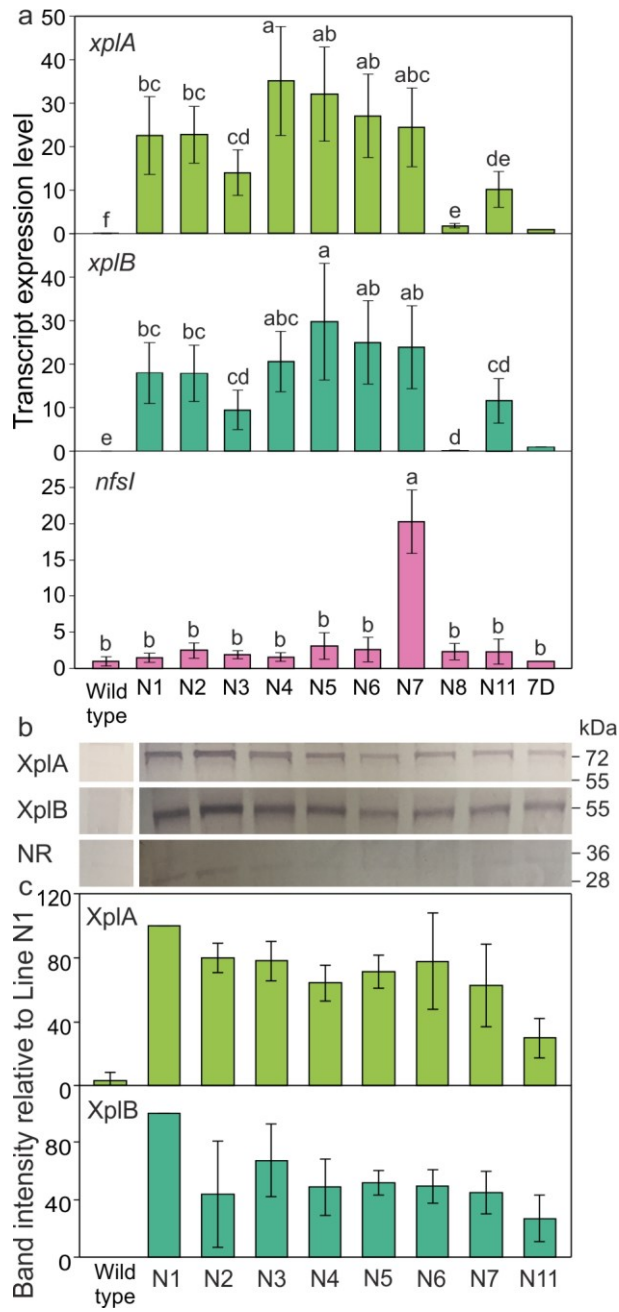 a
Transcript expression level
50
xplA
a
ab
ab
abc
bc
bc
cd
de
e
f
40
30
20
10
0
40
xplB
a
ab
ab
abc
bc
bc
cd
cd
e
d
30
20
10
0
25
nfsI
a
20
15
10
5
b b b b b b b b b b
0
Wild type N1 N2 N3 N4 N5 N6 N7 N8 N11 7D
b
kDa
XplA
72
55
XplB
55
NR
36
28
c
Band intensity relative to Line N1
120
XplA
80
40
0
XplB
80
40
0
Wild type N1 N2 N3 N4 N5 N6 N7 N11